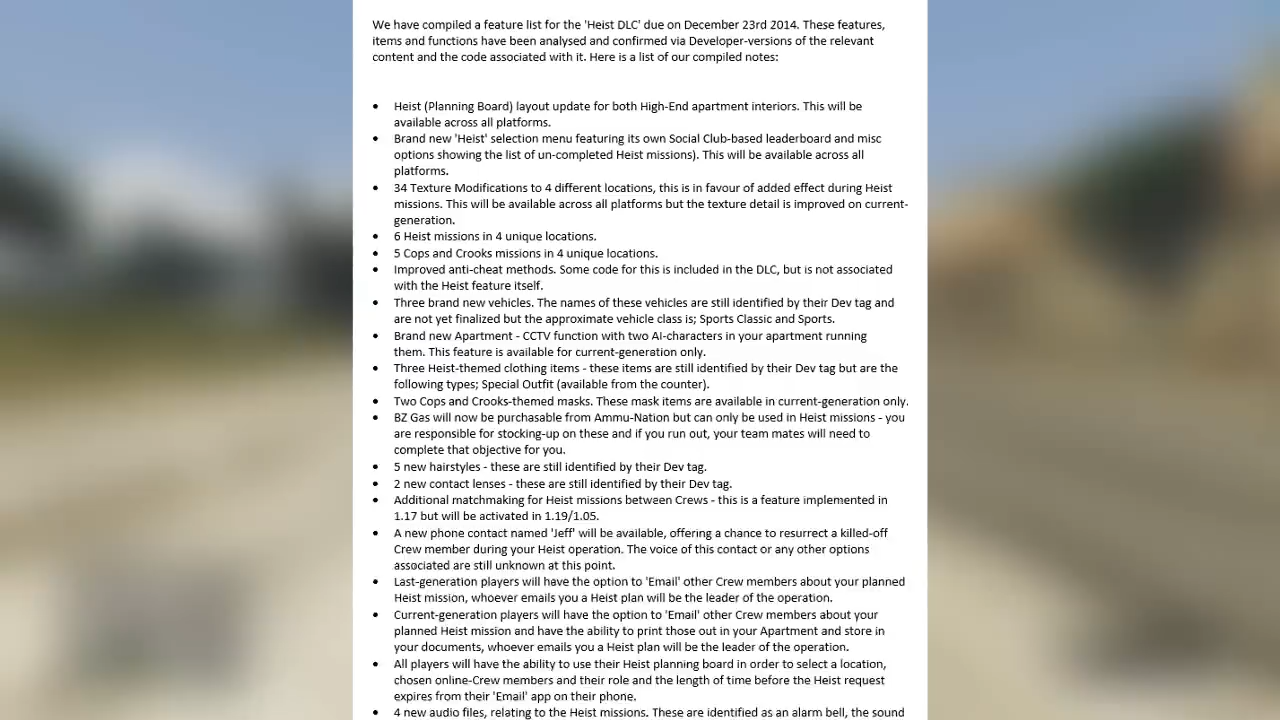 We have compiled a feature list for the 'Heist DLC' due on December 23rd 2014. These features,
items and functions have been analysed and confirmed via Developer-versions of the relevant
content and the code associated with it. Here is a list of our compiled notes:
• Heist (Planning Board) layout update for both High-End apartment interiors. This will be
available across all platforms.
• Brand new 'Heist' selection menu featuring its own Social Club-based leaderboard and misc
options showing the list of un-completed Heist missions). This will be available across all
platforms.
• 34 Texture Modifications to 4 different locations, this is in favour of added effect during Heist
missions. This will be available across all platforms but the texture detail is improved on current-
generation.
• 6 Heist missions in 4 unique locations.
• 5 Cops and Crooks missions in 4 unique locations.
• Improved anti-cheat methods. Some code for this is included in the DLC, but is not associated
with the Heist feature itself.
• Three brand new vehicles. The names of these vehicles are still identified by their Dev tag and
are not yet finalized but the approximate vehicle class is; Sports Classic and Sports.
• Brand new Apartment - CCTV function with two AI-characters in your apartment running
them. This feature is available for current-generation only.
• Three Heist-themed clothing items - these items are still identified by their Dev tag but are the
following types; Special Outfit (available from the counter).
• Two Cops and Crooks-themed masks. These mask items are available in current-generation only.
• BZ Gas will now be purchasable from Ammu-Nation but can only be used in Heist missions - you
are responsible for stocking-up on these and if you run out, your team mates will need to
complete that objective for you.
• 5 new hairstyles - these are still identified by their Dev tag.
• 2 new contact lenses - these are still identified by their Dev tag.
• Additional matchmaking for Heist missions between Crews - this is a feature implemented in
1.17 but will be activated in 1.19/1.05.
• A new phone contact named 'Jeff' will be available, offering a chance to resurrect a killed-off
Crew member during your Heist operation. The voice of this contact or any other options
associated are still unknown at this point.
• Last-generation players will have the option to 'Email' other Crew members about your planned
Heist mission, whoever emails you a Heist plan will be the leader of the operation.
• Current-generation players will have the option to 'Email' other Crew members about your
planned Heist mission and have the ability to print those out in your Apartment and store in
your documents, whoever emails you a Heist plan will be the leader of the operation.
• All players will have the ability to use their Heist planning board in order to select a location,
chosen online-Crew members and their role and the length of time before the Heist request
expires from their 'Email' app on their phone.
• 4 new audio files, relating to the Heist missions. These are identified as an alarm bell, the sound